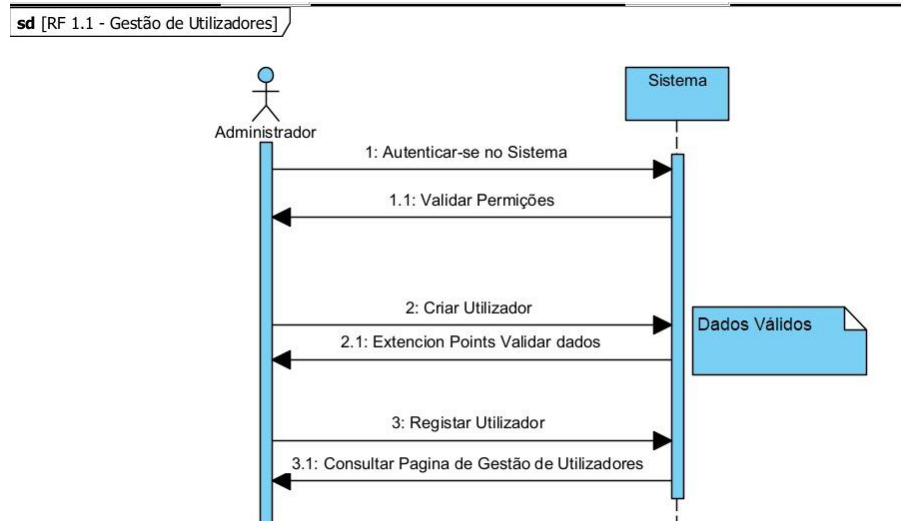 sd [RF 1.1 - Gestão de Utilizadores]
Sistema
Administrador
1: Autenticar-se no Sistema
1.1: Validar Permições
2: Criar Utilizador
Dados Válidos
2.1: Extencion Points Validar dados
3: Registar Utilizador
3.1: Consultar Pagina de Gestão de Utilizadores